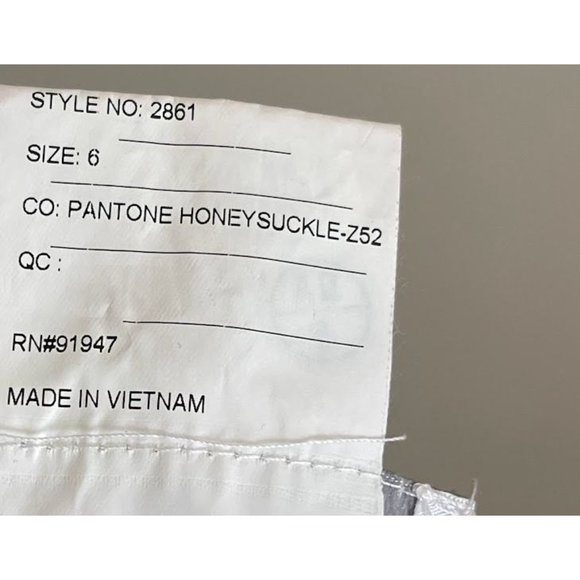 STYLE NO: 2861
SIZE: 6
CO: PANTONE HONEYSUCKLE-Z52
QC :
RN#91947
MADE IN VIETNAM